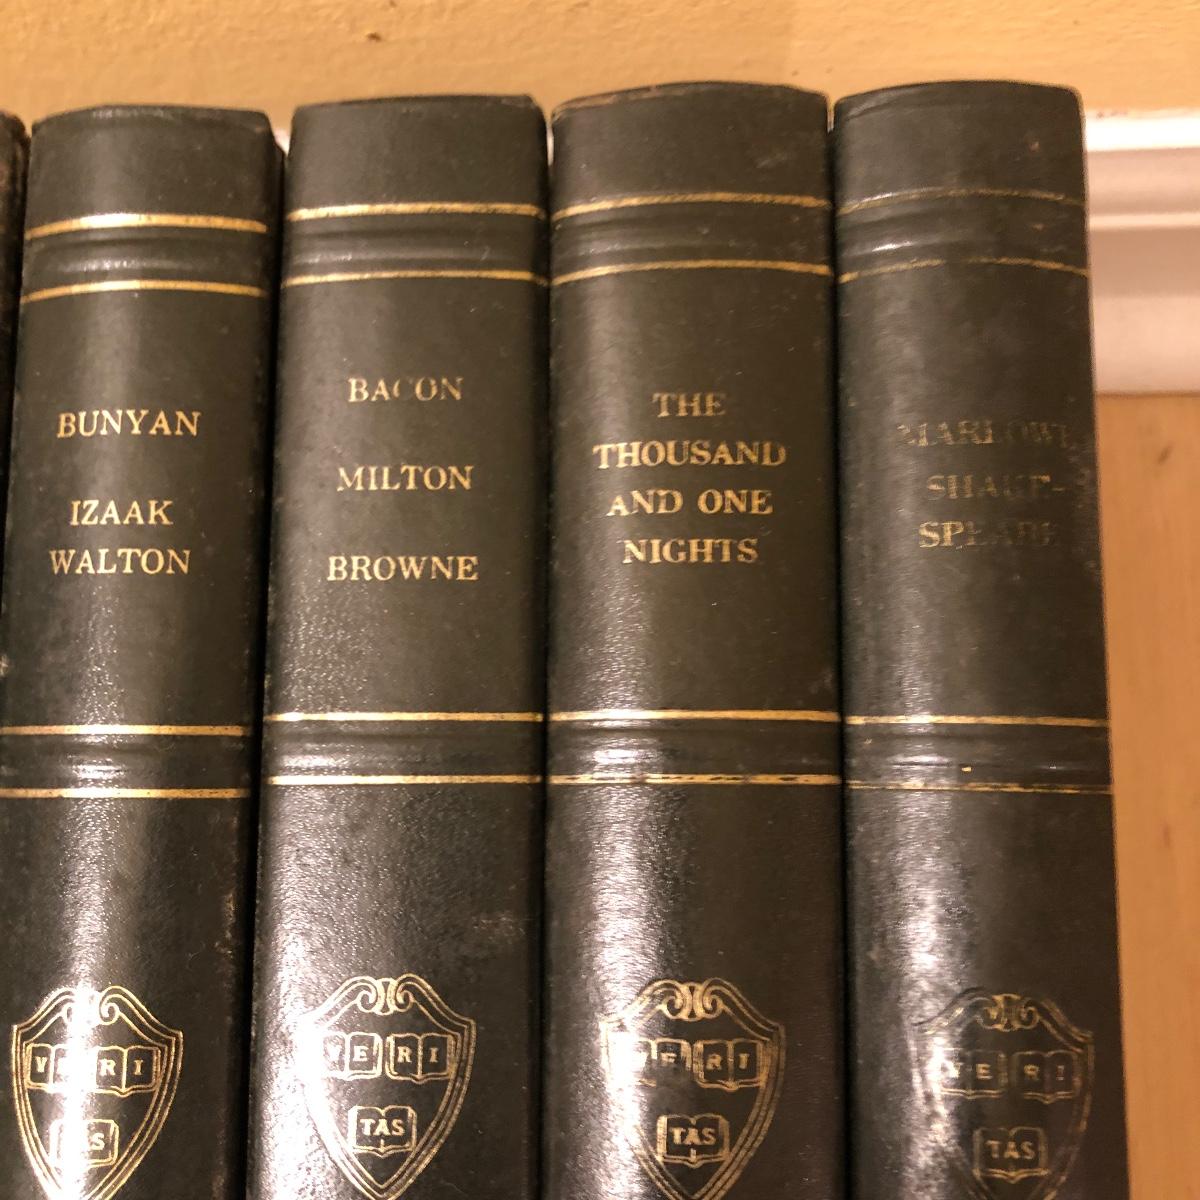 BUNYAN
IZAAK
WALTON
VE RI
TAS
BACON
MILTON
BROWNE
VE RI
TAS
THE
THOUSAND
AND ONE
NIGHTS
VE RI
TAS
MARLOWE
SHAKE-
SPEARE
VE RI
TAS